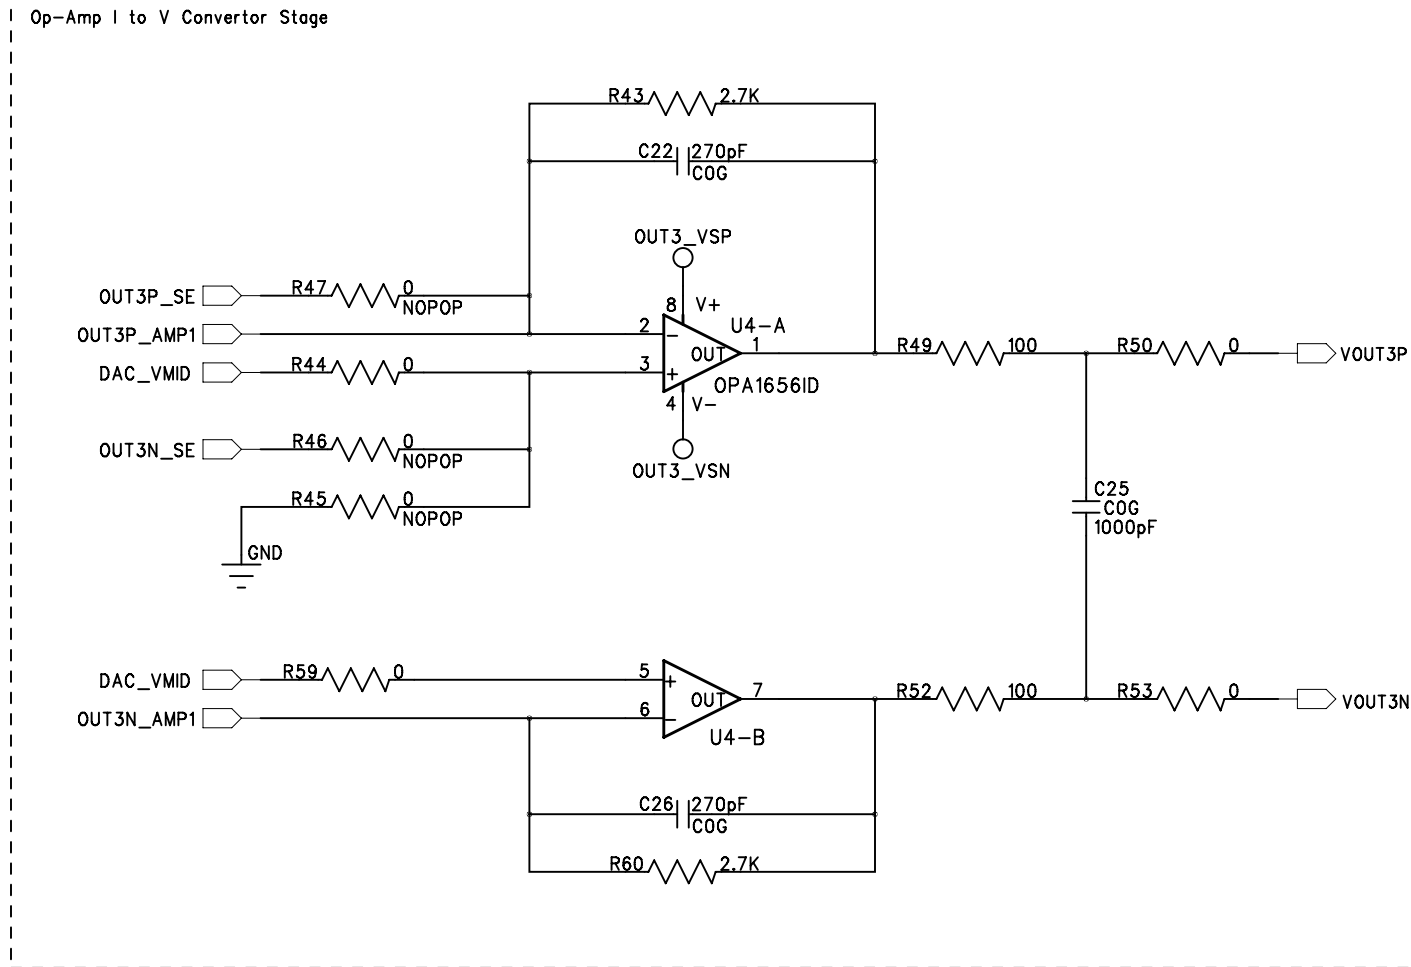 Op-Amp I to V Convertor Stage
R43 2.7K
C22 270pF
COG
OUT3_VSP
OUT3P_SE R47 0
NOPOP
8 V+
OUT3P_AMP1 2 - U4-A
OUT 1
R49 100 R50 0 VOUT3P
DAC_VMID R44 0 3 +
OPA1656ID
4 V-
OUT3N_SE R46 0
NOPOP
OUT3_VSN
R45 0
NOPOP
C25
COG
1000pF
GND
DAC_VMID R59 0 5 +
OUT 7
R52 100 R53 0 VOUT3N
OUT3N_AMP1 6 -
U4-B
C26 270pF
COG
R60 2.7K